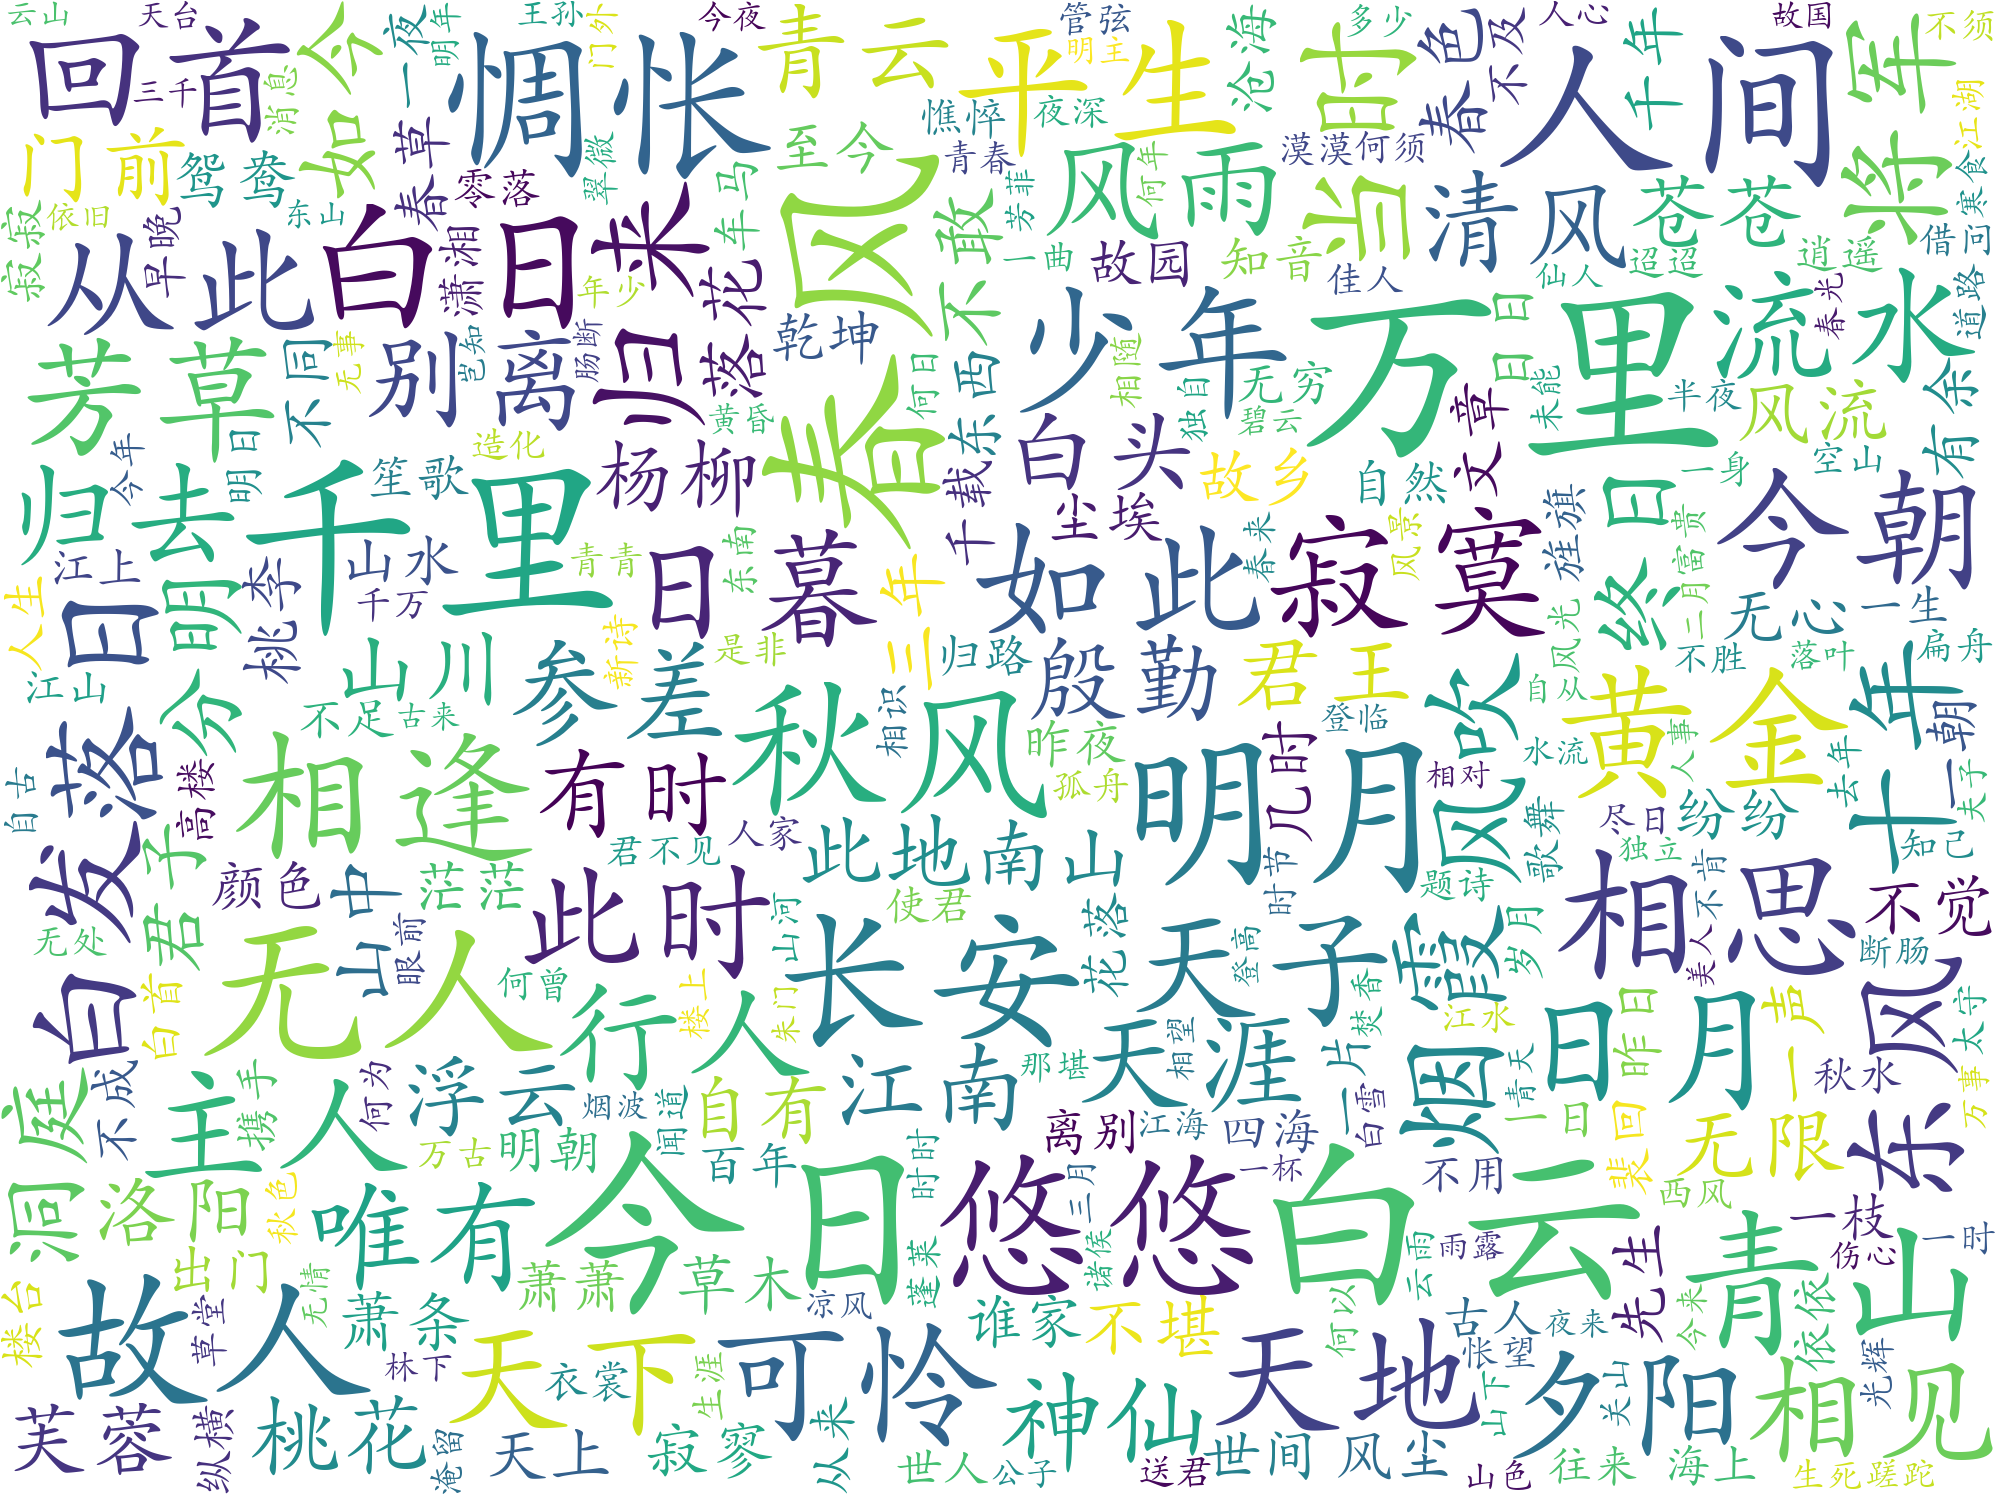 云山
天台
回首
三千
消息
如今
一夜
明年
王孙
惆怅
门外
今夜
青云
管弦
明主
平生
沧海
多少
当时
春色
不及
人心
人间
千年
故国
将军
不须
江湖
门前
鸳鸯
春草
零落
翠微
归来
车马
至今
憔悴
夜深
青春
春风
不敢
芳菲
风雨
何年
漠漠
何须
清风
苍苍
寒食
借问
寂寂
依旧
早晚
东山
从此
白日
潇湘
年少
落花
一曲
故园
知音
佳人
仙人
迢迢
逍遥
春光
道路
芳草
不同
无事
别离
岂知
肠断
乾坤
少年
万里
日日
流水
相随
独自
无穷
碧云
文章
未能
半夜
风流
有余
黄昏
何日
东西
千载
白头
今年
明日
归去
千里
笙歌
造化
杨柳
故乡
自然
一身
空山
尘埃
风景
旌旗
终日
今朝
富贵
人生
江上
分明
桃李
山水
千万
青青
日暮
东南
三年
如此
春来
寂寞
风光
二月
无心
一生
江山
日落
山川
参差
新诗
是非
归路
殷勤
君王
不胜
落叶
扁舟
不足
古来
相逢
秋风
相识
昨夜
孤舟
登临
明月
风吹
自从
水流
黄金
人事
十年
一朝
去年
夫子
自古
高楼
白发
君子
颜色
有时
人家
君不见
此地
南山
几时
相对
歌舞
尽日
纷纷
独立
知己
茫茫
山中
此时
使君
时节
题诗
相思
不肯
不觉
无处
眼前
无人
何曾
山河
长安
花落
登高
天子
烟霞
岁月
美人
断肠
白首
行人
楼上
朱门
江南
那堪
天涯
相望
一片
焚香
江水
青天
日月
昨日
一声
东风
太守
秋水
万事
洞庭
不成
携手
主人
何为
浮云
烟波
闻道
自有
离别
江海
四海
白雪
一日
裴回
无限
万古
明朝
百年
时时
三月
一杯
不用
西风
洛阳
秋色
唯有
今日
悠悠
白云
一枝
青山
一时
出门
无情
萧萧
草木
蓬莱
诸侯
云雨
雨露
先生
伤心
楼台
草堂
故人
萧条
凉风
谁家
不堪
何以
古人
夜来
今来
依依
林下
天下
衣裳
生涯
可怜
天地
怅望
山下
夕阳
关山
光辉
相见
芙蓉
纵横
桃花
淹留
天上
寂寥
从来
世人
神仙
公子
送君
世间
风尘
山色
往来
海上
生死
蹉跎